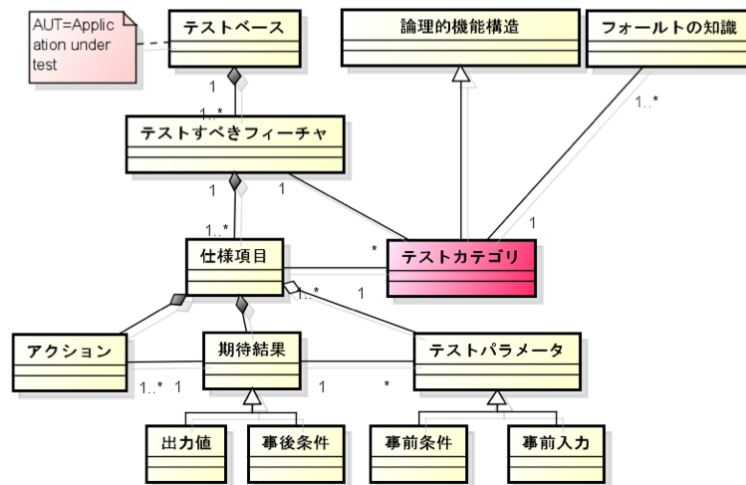 AUT=Applic
ation under
test
テストベース
論理的機能構造
フォールトの知識
1
1..*
1..*
テストすべきフィーチャ
1
1
1..*
1
仕様項目
*
テストカテゴリ
1..*
1
アクション
期待結果
テストパラメータ
1..*
1
1
*
出力値
事後条件
事前条件
事前入力